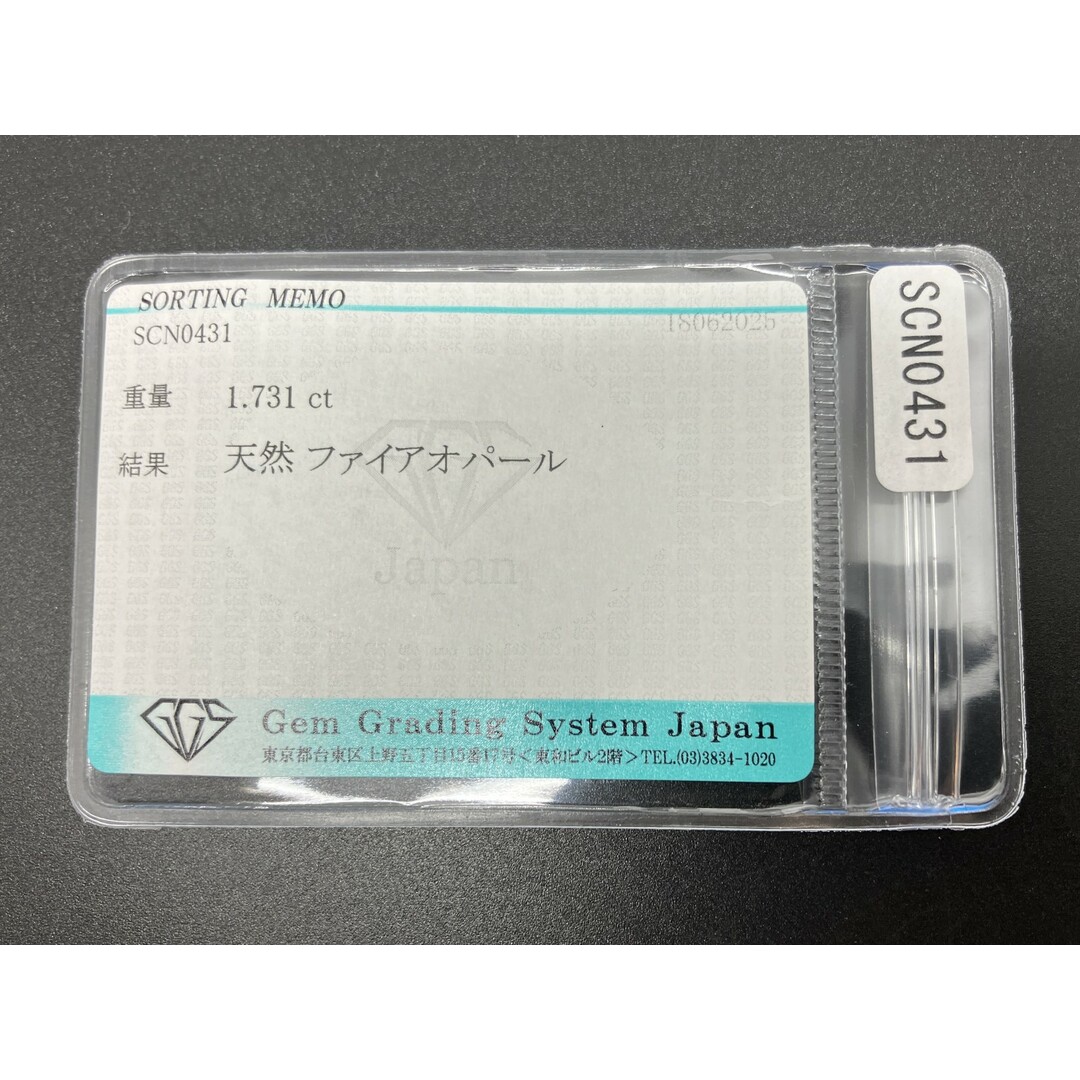 SORTING MEMO
SCN0431
18062025
重量 1.731 ct
結果 天然 ファイアオパール
Japan
GGS Gem Grading System Japan
東京都台東区上野五丁目15番17号<東和ビル2階>TEL.(03)3834-1020
SCN0431